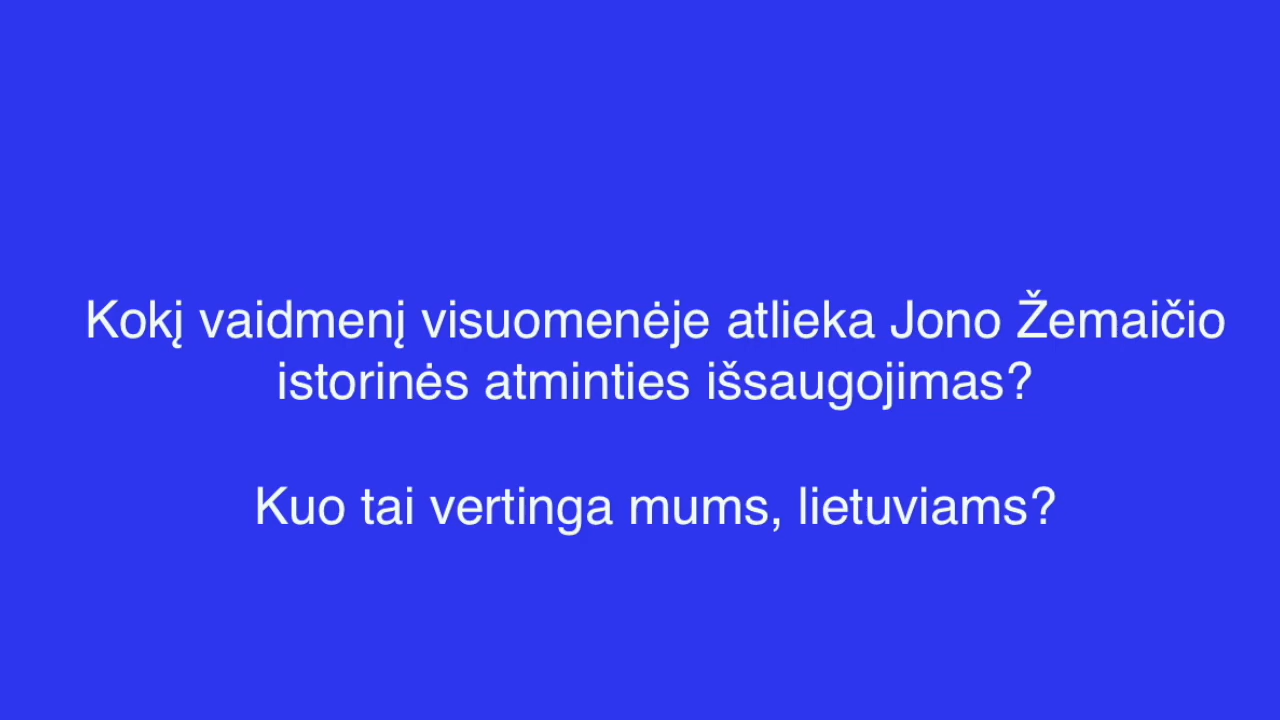 Kokį vaidmenį visuomenėje atlieka Jono Žemaičio
istorinės atminties išsaugojimas?
Kuo tai vertinga mums, lietuviams?